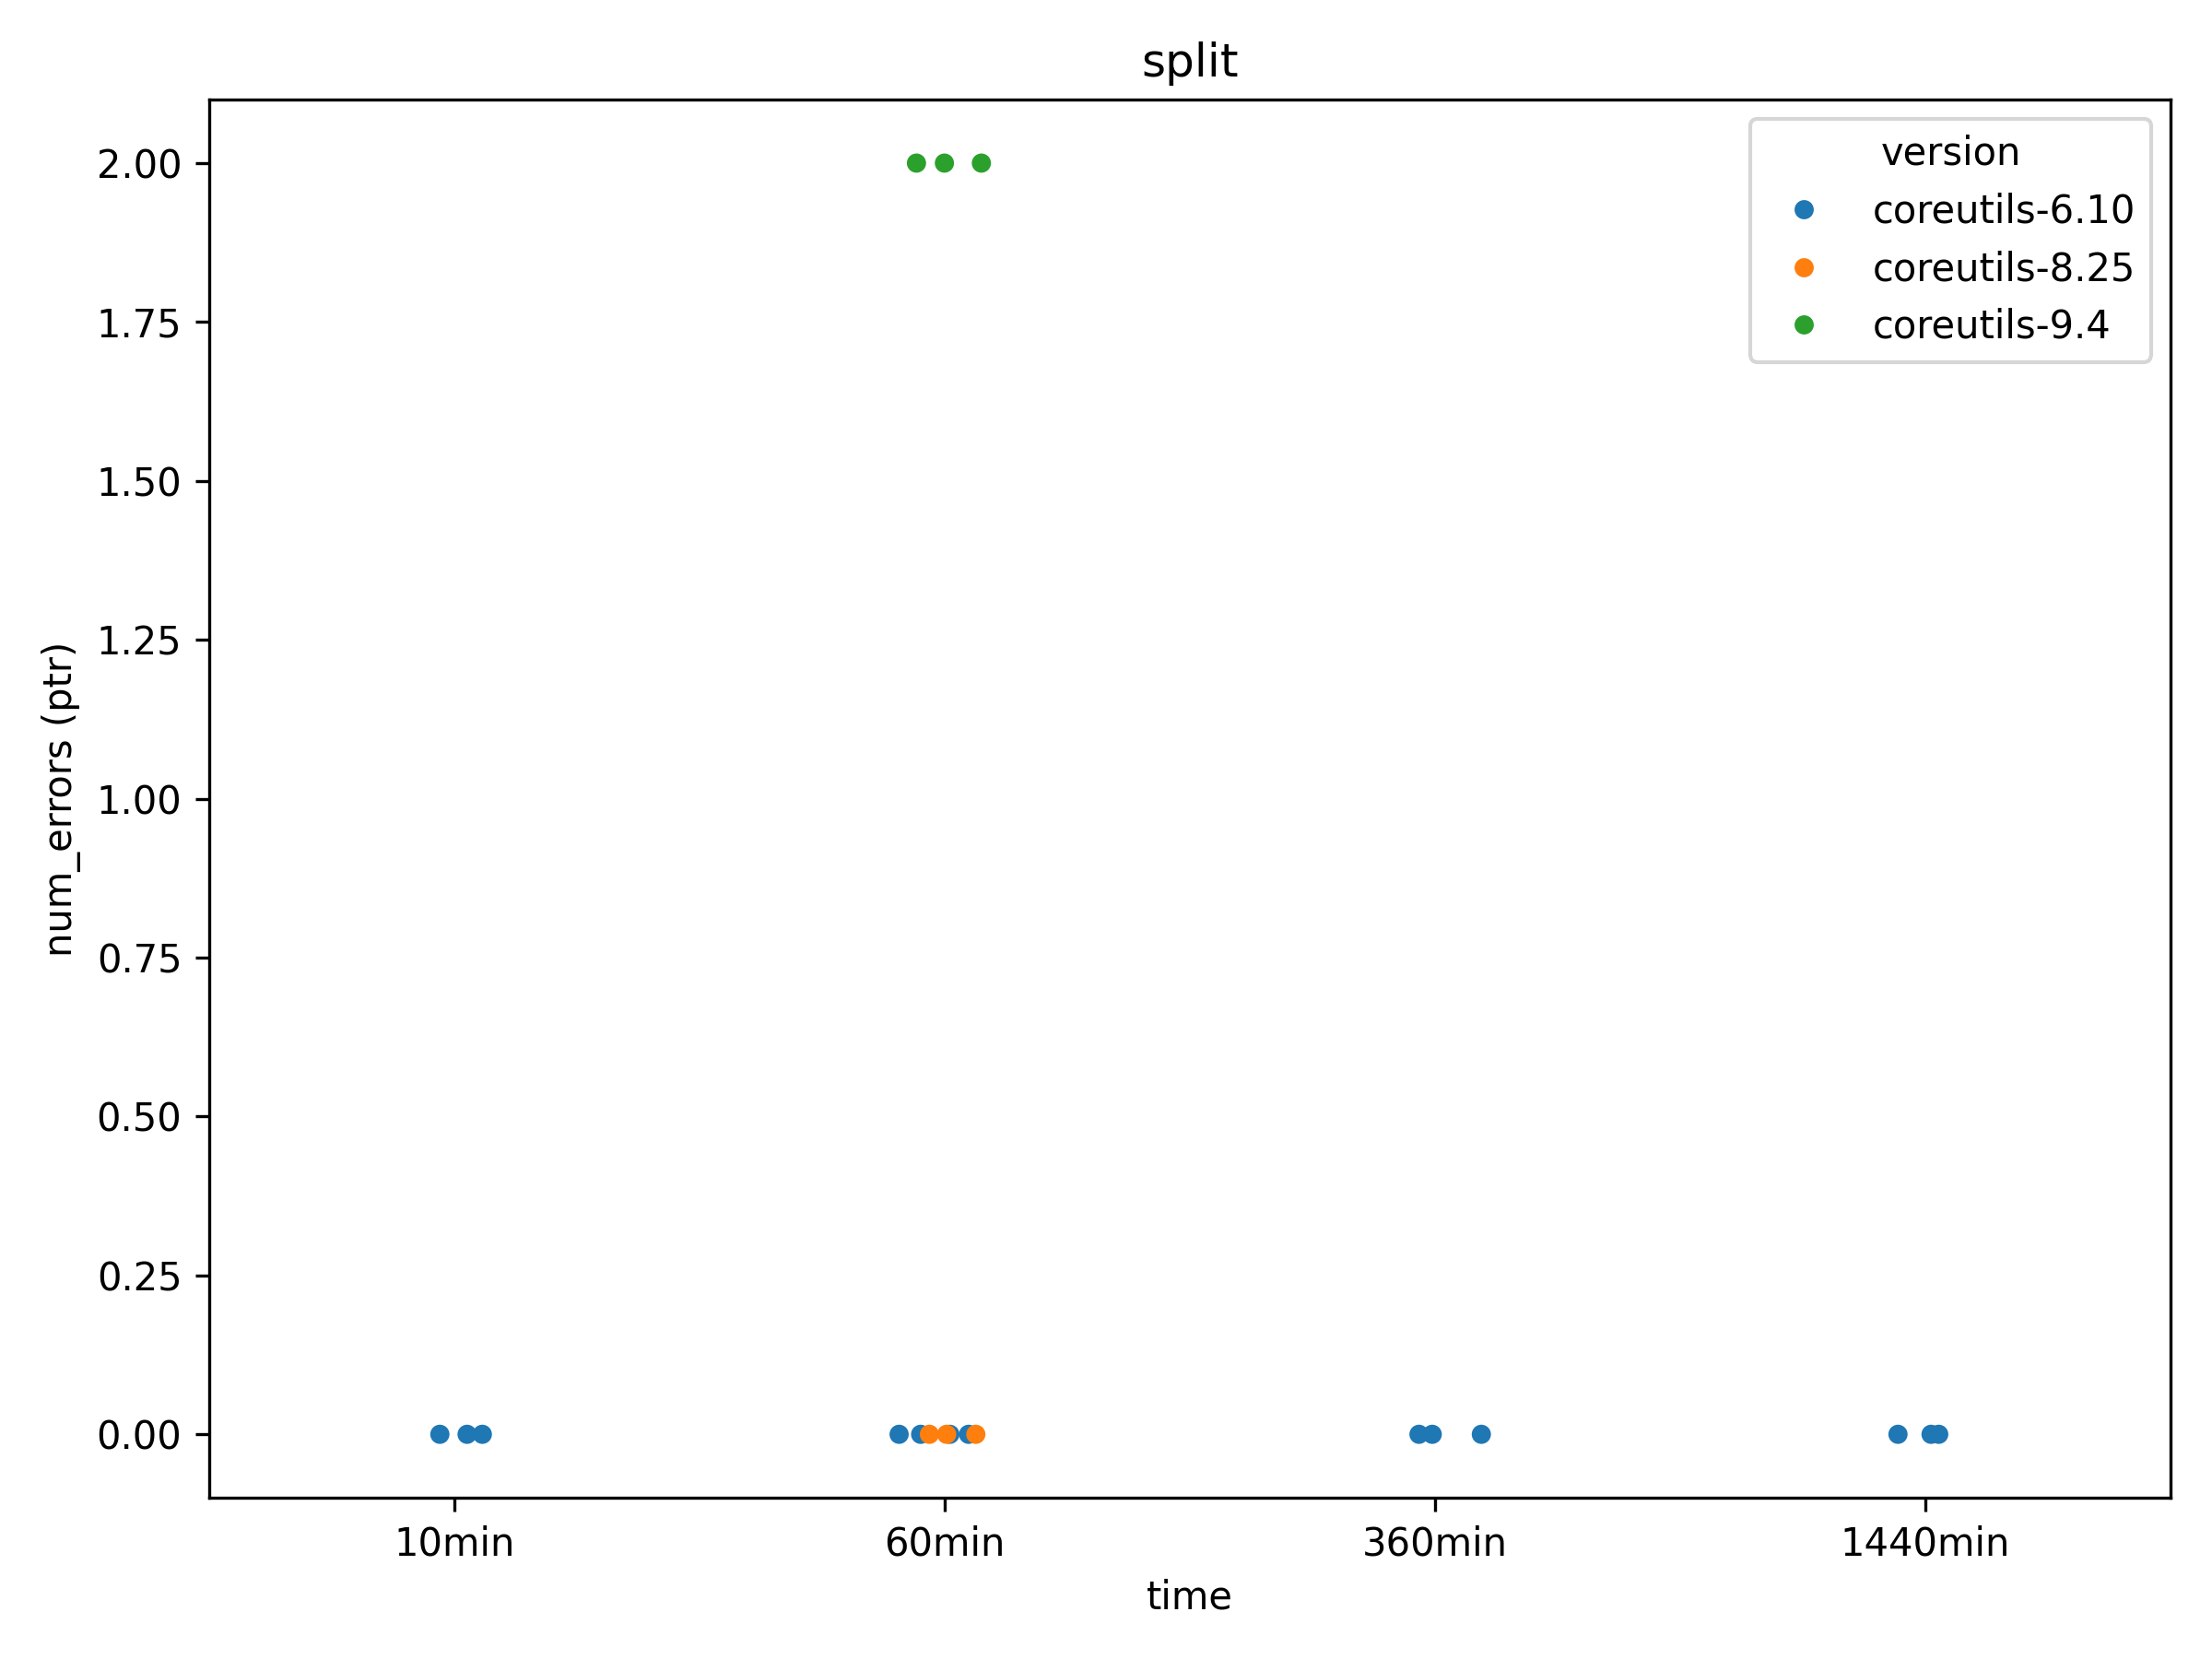 split
version
coreutils-6.10
coreutils-8.25
coreutils-9.4
num_errors (ptr)
2.00
1.75
1.50
1.25
1.00
0.75
0.50
0.25
0.00
10min
60min
360min
1440min
time